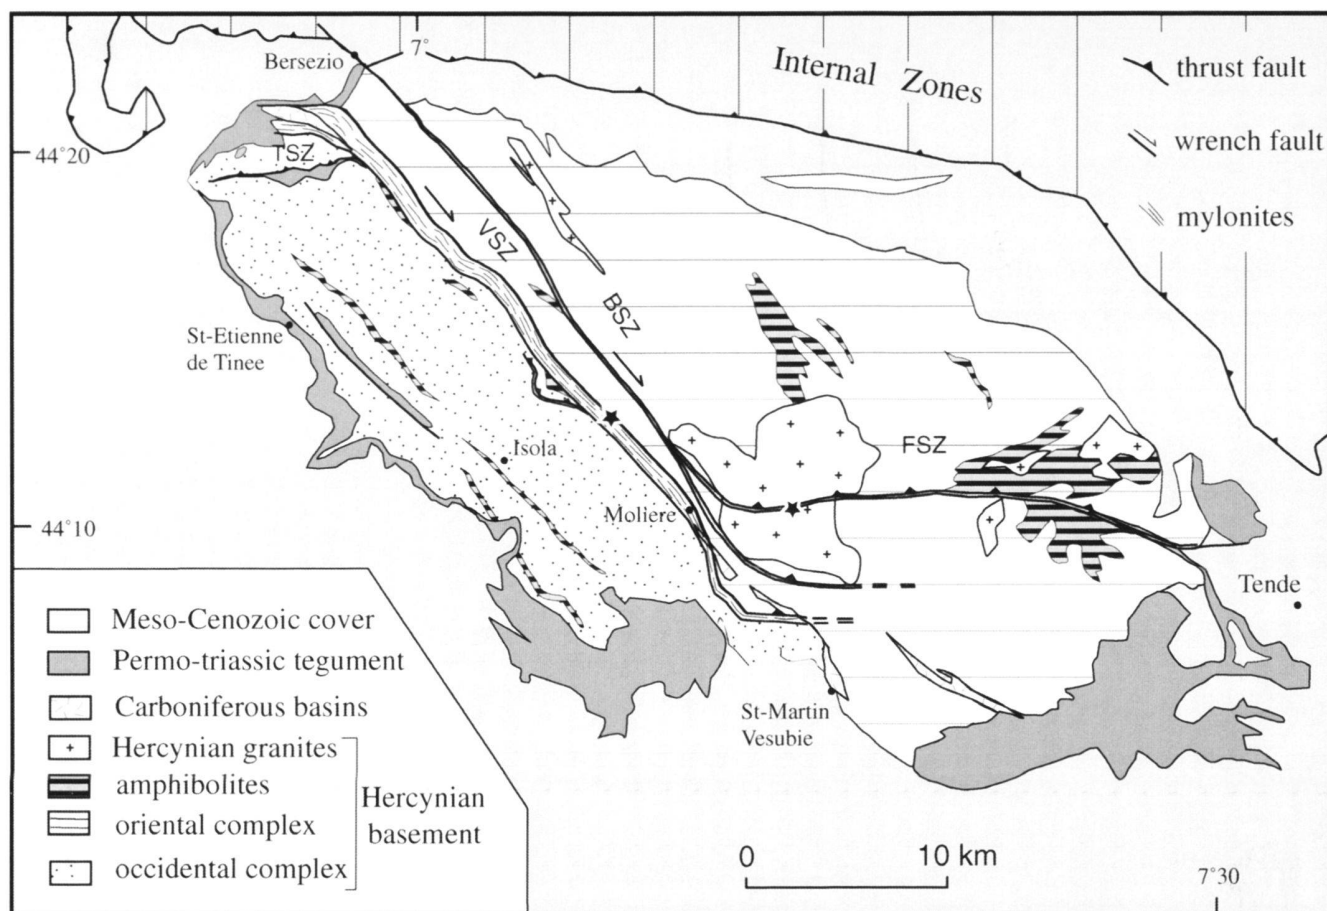 7°
Bersezio
Internal Zones
thrust fault
44°20
TSZ
wrench fault
VSZ
mylonites
BSZ
St-Etienne
de Tinee
Isola
FSZ
Moliere
44°10
Tende
Meso-Cenozoic cover
Permo-triassic tegument
Carboniferous basins
St-Martin
Vesubie
Hercynian granites
amphibolites
Hercynian
basement
oriental complex
occidental complex
0 10 km
7°30